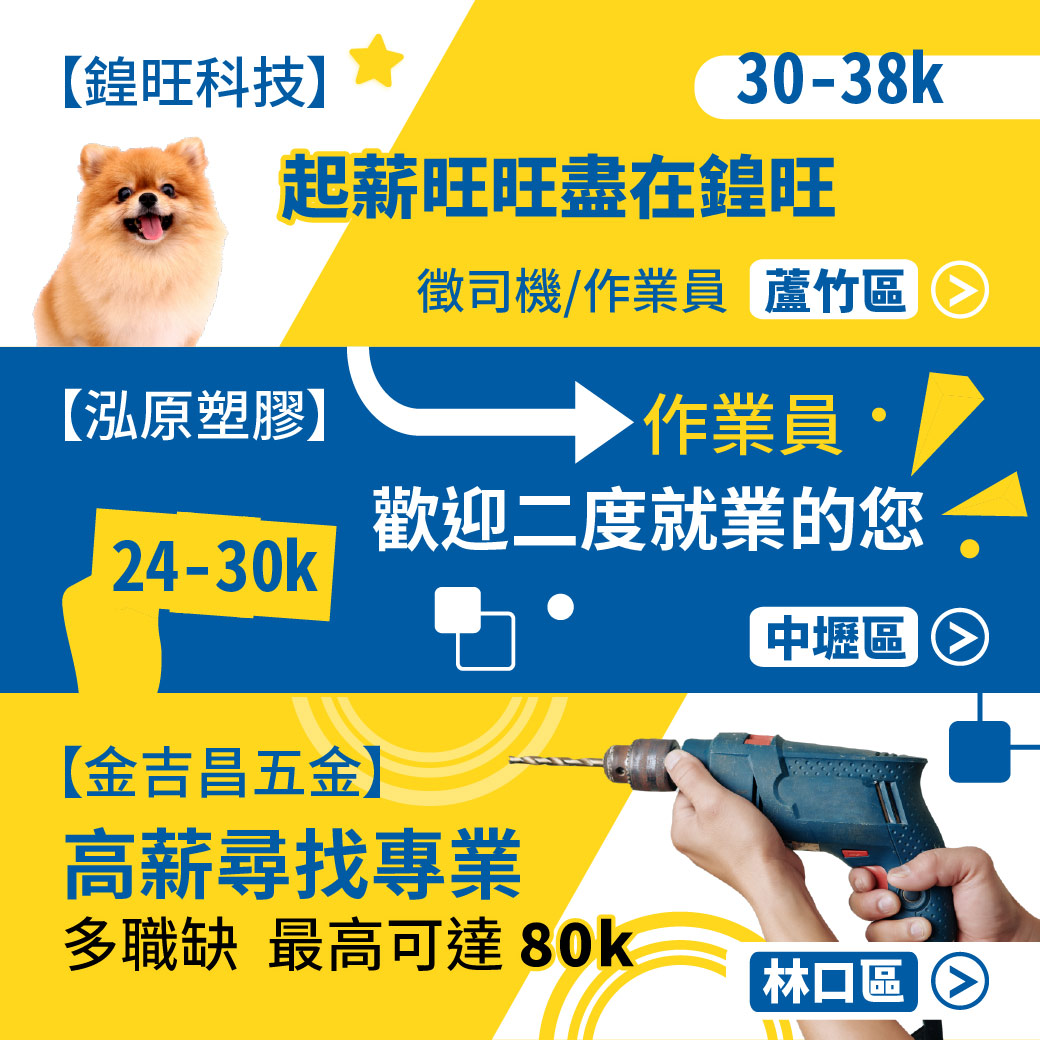 【鍠旺科技】
30-38k
起薪旺旺盡在鍠旺
徵司機/作業員 蘆竹區
【泓原塑膠】
作業員
歡迎二度就業的您
24-30k
中壢區
【金吉昌五金】
高薪尋找專業
多職缺 最高可達80k
林口區